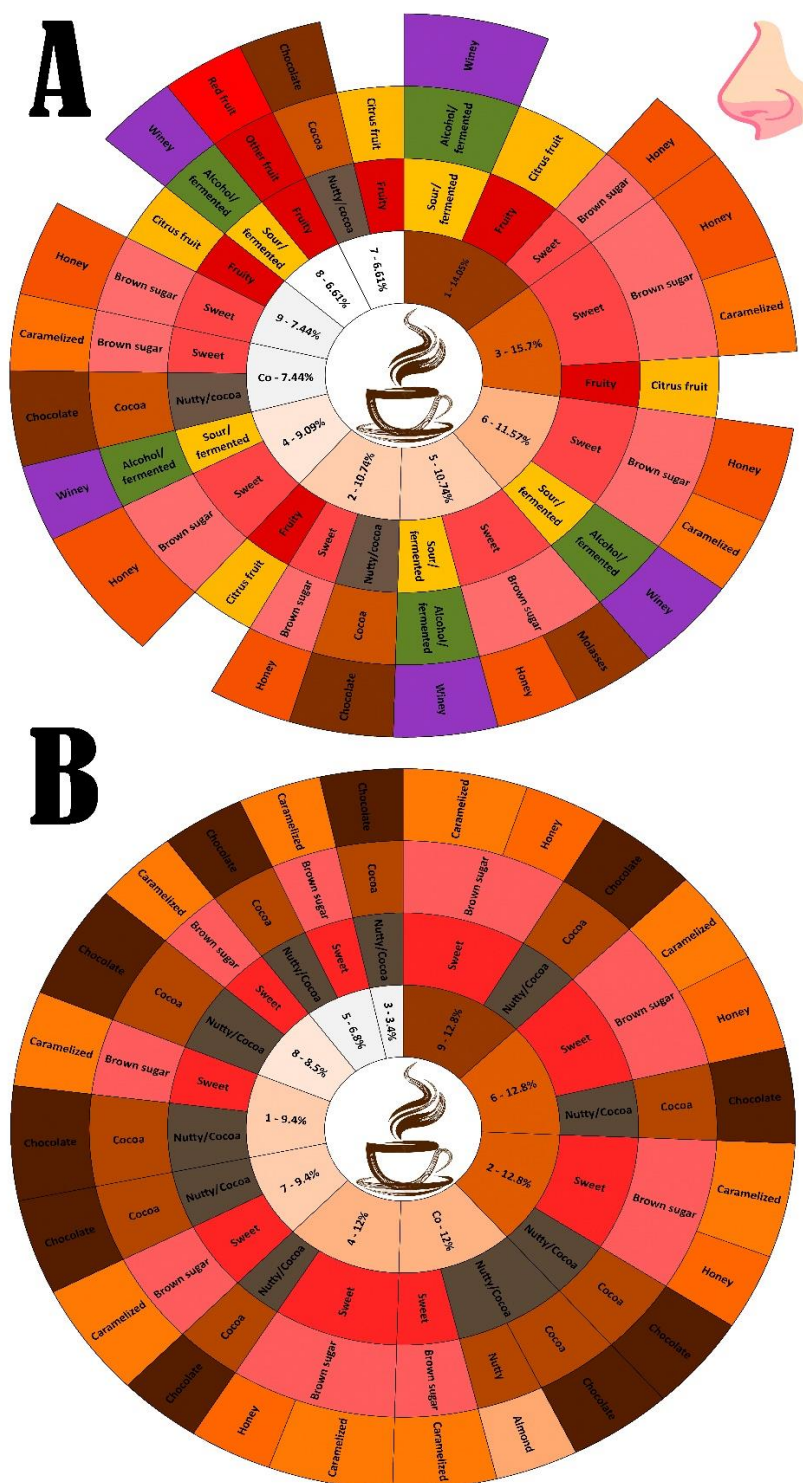 A
Winey
Honey
Honey
Caramelized
Honey
Caramelized
Winey
Molasses
Honey
Winey
Chocolate
Honey
Honey
Winey
Chocolate
Caramelized
Honey
Winey
Red fruit
Chocolate
Alcohol/
fermented
Citrus fruit
Brown sugar
Brown sugar
Citrus fruit
Brown sugar
Alcohol/
fermented
Brown sugar
Alcohol/
fermented
Cocoa
Brown sugar
Citrus fruit
Brown sugar
Alcohol/
fermented
Cocoa
Brown sugar
Brown sugar
Citrus fruit
Alcohol/
fermented
Other fruit
Cocoa
Citrus fruit
Sour/
fermented
Fruity
Sweet
Sweet
Fruity
Sweet
Sour/
fermented
Sweet
Sour/
fermented
Nutty/cocoa
Sweet
Fruity
Sweet
Sour/
fermented
Nutty/cocoa
Sweet
Sweet
Fruity
Sour/
fermented
Fruity
Nutty/cocoa
Fruity
1 - 14.05%
3 - 15.7%
6 - 11.57%
5 - 10.74%
2 - 10.74%
4 - 9.09%
Co - 7.44%
9 - 7.44%
8 - 6.61%
7 - 6.61%
B
Caramelized
Honey
Chocolate
Caramelized
Honey
Chocolate
Caramelized
Honey
Chocolate
Chocolate
Almond
Caramelized
Caramelized
Honey
Chocolate
Caramelized
Chocolate
Chocolate
Caramelized
Chocolate
Caramelized
Chocolate
Caramelized
Chocolate
Brown sugar
Cocoa
Brown sugar
Cocoa
Brown sugar
Cocoa
Cocoa
Nutty
Brown sugar
Brown sugar
Cocoa
Brown sugar
Cocoa
Cocoa
Brown sugar
Cocoa
Brown sugar
Cocoa
Brown sugar
Cocoa
Sweet
Nutty/Cocoa
Sweet
Nutty/Cocoa
Sweet
Nutty/Cocoa
Nutty/Cocoa
Sweet
Sweet
Nutty/Cocoa
Sweet
Nutty/Cocoa
Nutty/Cocoa
Sweet
Nutty/Cocoa
Sweet
Nutty/Cocoa
Sweet
Nutty/Cocoa
9 - 12.8%
6 - 12.8%
2 - 12.8%
Co - 12%
4 - 12%
7 - 9.4%
1 - 9.4%
8 - 8.5%
5 - 6.8%
3 - 3.4%